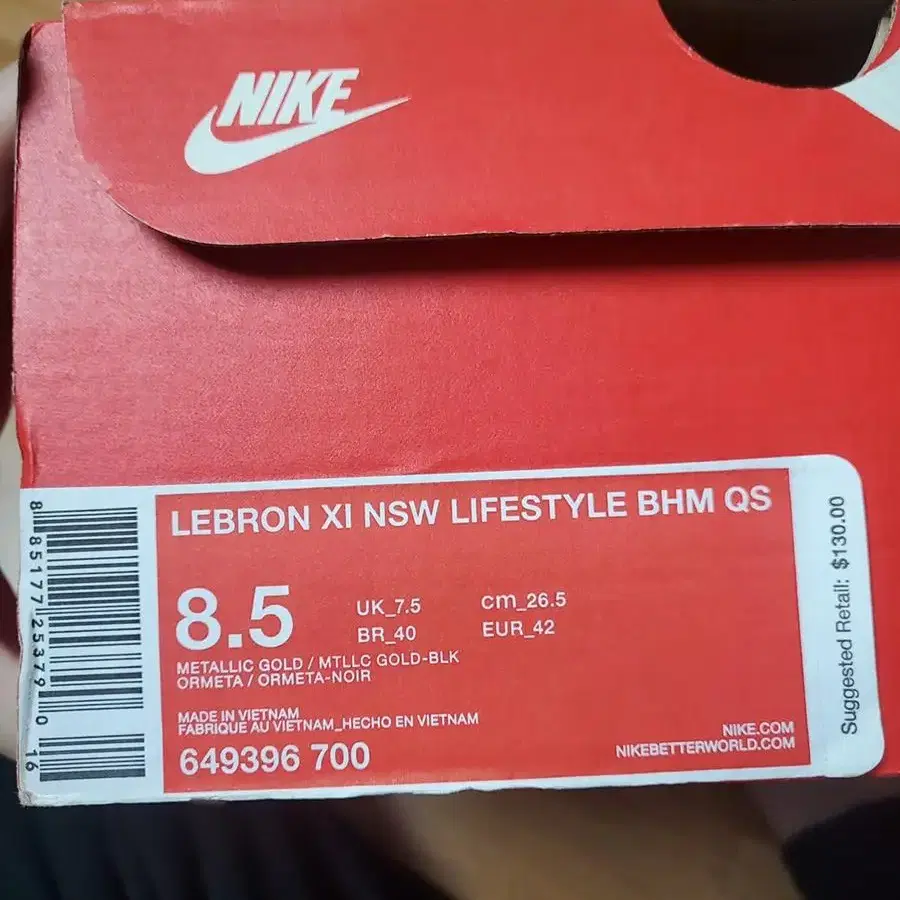 NIKE
LEBRON XI NSW LIFESTYLE BHM QS
8.5
UK_7.5 cm_26.5
BR_40 EUR_42
METALLIC GOLD / MTLLC GOLD-BLK
ORMETA / ORMETA-NOIR
MADE IN VIETNAM
FABRIQUE AU VIETNAM_HECHO EN VIETNAM
649396 700
NIKE.COM
NIKEBETTERWORLD.COM
Suggested Retail: $130.00
8 85177 25379 0 16